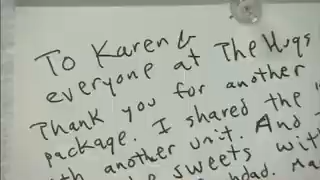 To Karen &
everyone at The Hugs
Thank you for another
package. I shared the
with another unit. And
the sweets with